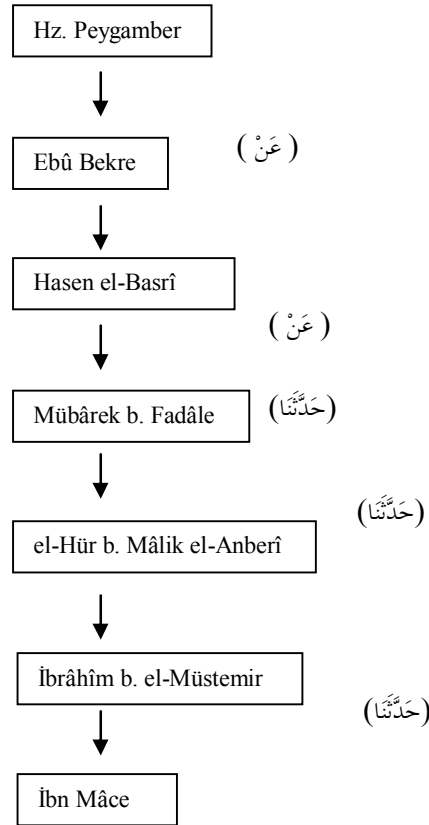 Hz. Peygamber
Ebû Bekre
( عَنْ )
Hasen el-Basrî
( عَنْ )
Mübârek b. Fadâle
(حَدَّثَنَا)
(حَدَّثَنَا)
el-Hür b. Mâlik el-Anberî
İbrâhîm b. el-Müstemir
(حَدَّثَنَا)
İbn Mâce